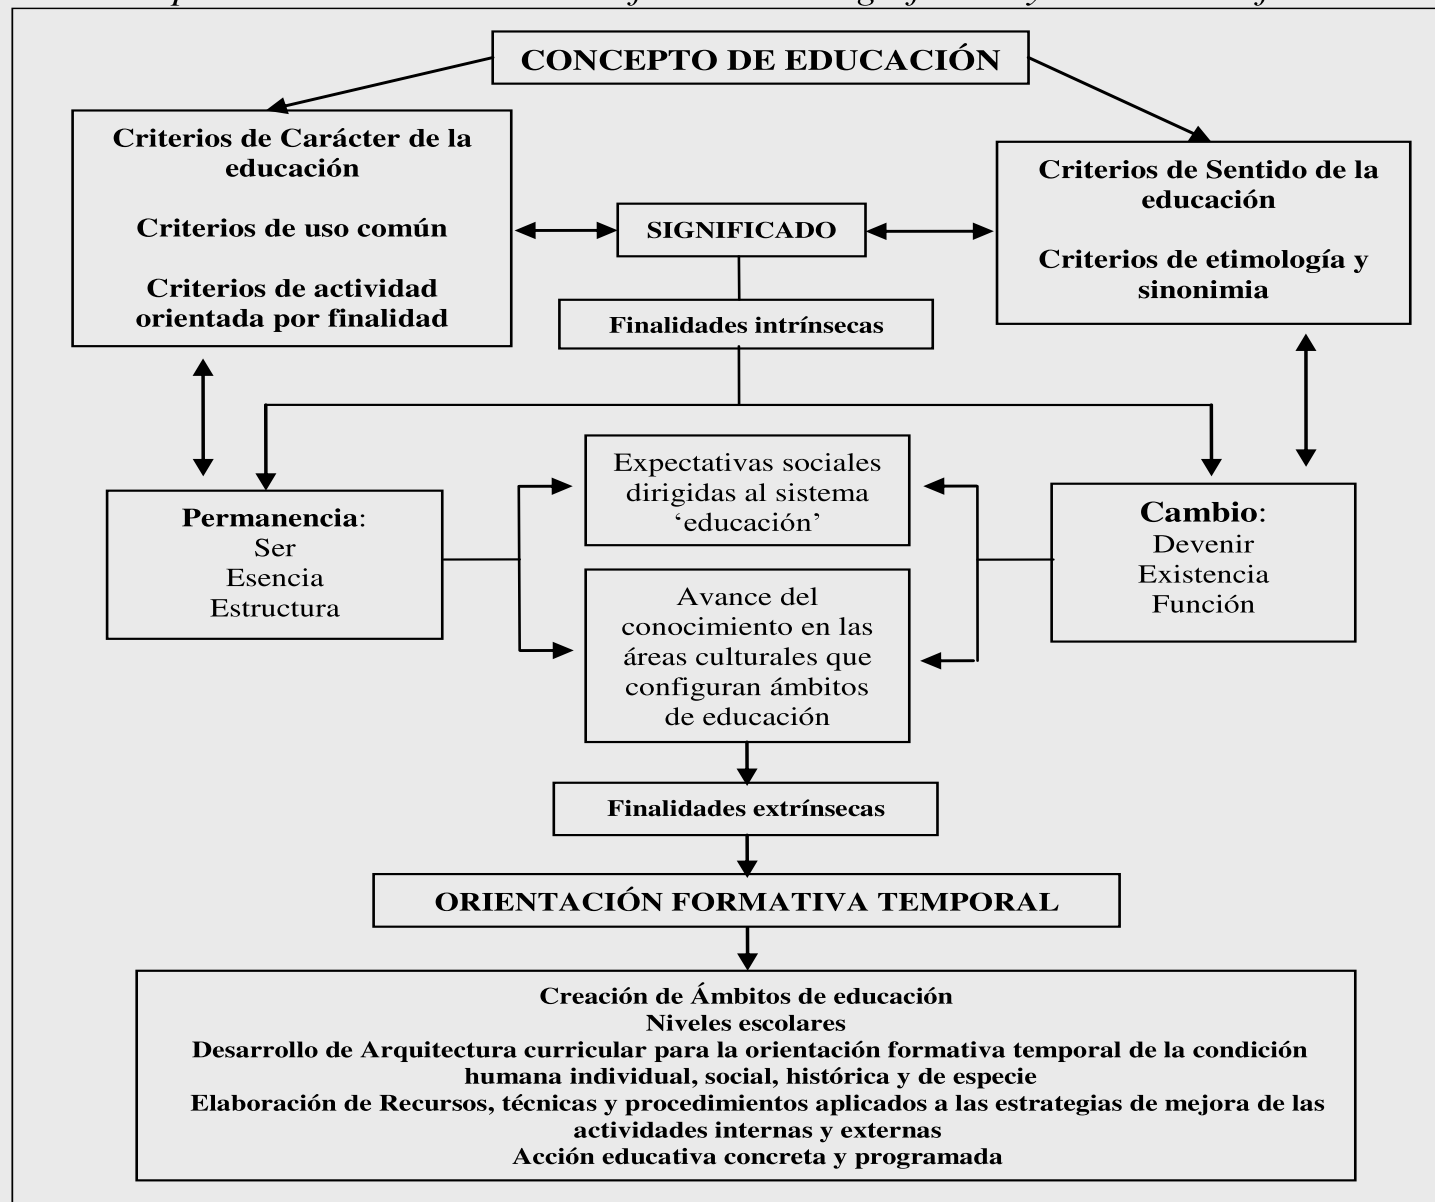 CONCEPTO DE EDUCACIÓN
Criterios de Carácter de la
educación
Criterios de uso común
Criterios de actividad
orientada por finalidad
SIGNIFICADO
Criterios de Sentido de la
educación
Criterios de etimología y
sinonimia
Finalidades intrínsecas
Permanencia:
Ser
Esencia
Estructura
Expectativas sociales
dirigidas al sistema
‘educación’
Avance del
conocimiento en las
áreas culturales que
configuran ámbitos
de educación
Cambio:
Devenir
Existencia
Función
Finalidades extrínsecas
ORIENTACIÓN FORMATIVA TEMPORAL
Creación de Ámbitos de educación
Niveles escolares
Desarrollo de Arquitectura curricular para la orientación formativa temporal de la condición
humana individual, social, histórica y de especie
Elaboración de Recursos, técnicas y procedimientos aplicados a las estrategias de mejora de las
actividades internas y externas
Acción educativa concreta y programada